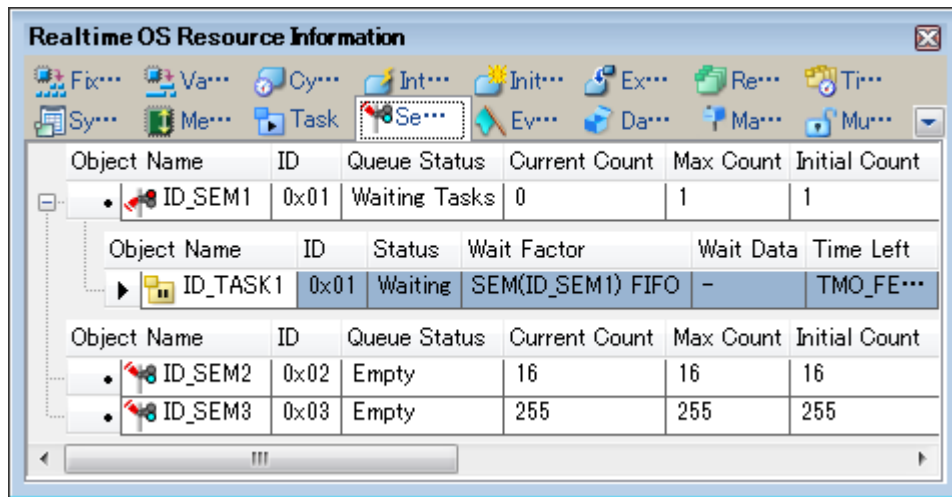 Realtime OS Resource Information
Fix··· Va··· Cy··· Int··· Init··· Ex··· Re··· Ti···
Sy··· Me··· Task Se··· Ev··· Da··· Ma··· Mu···
Object Name ID Queue Status Current Count Max Count Initial Count
ID_SEM1 0x01 Waiting Tasks 0 1 1
Object Name ID Status Wait Factor Wait Data Time Left
ID_TASK1 0x01 Waiting SEM(ID_SEM1) FIFO - TMO_FE···
Object Name ID Queue Status Current Count Max Count Initial Count
ID_SEM2 0x02 Empty 16 16 16
ID_SEM3 0x03 Empty 255 255 255